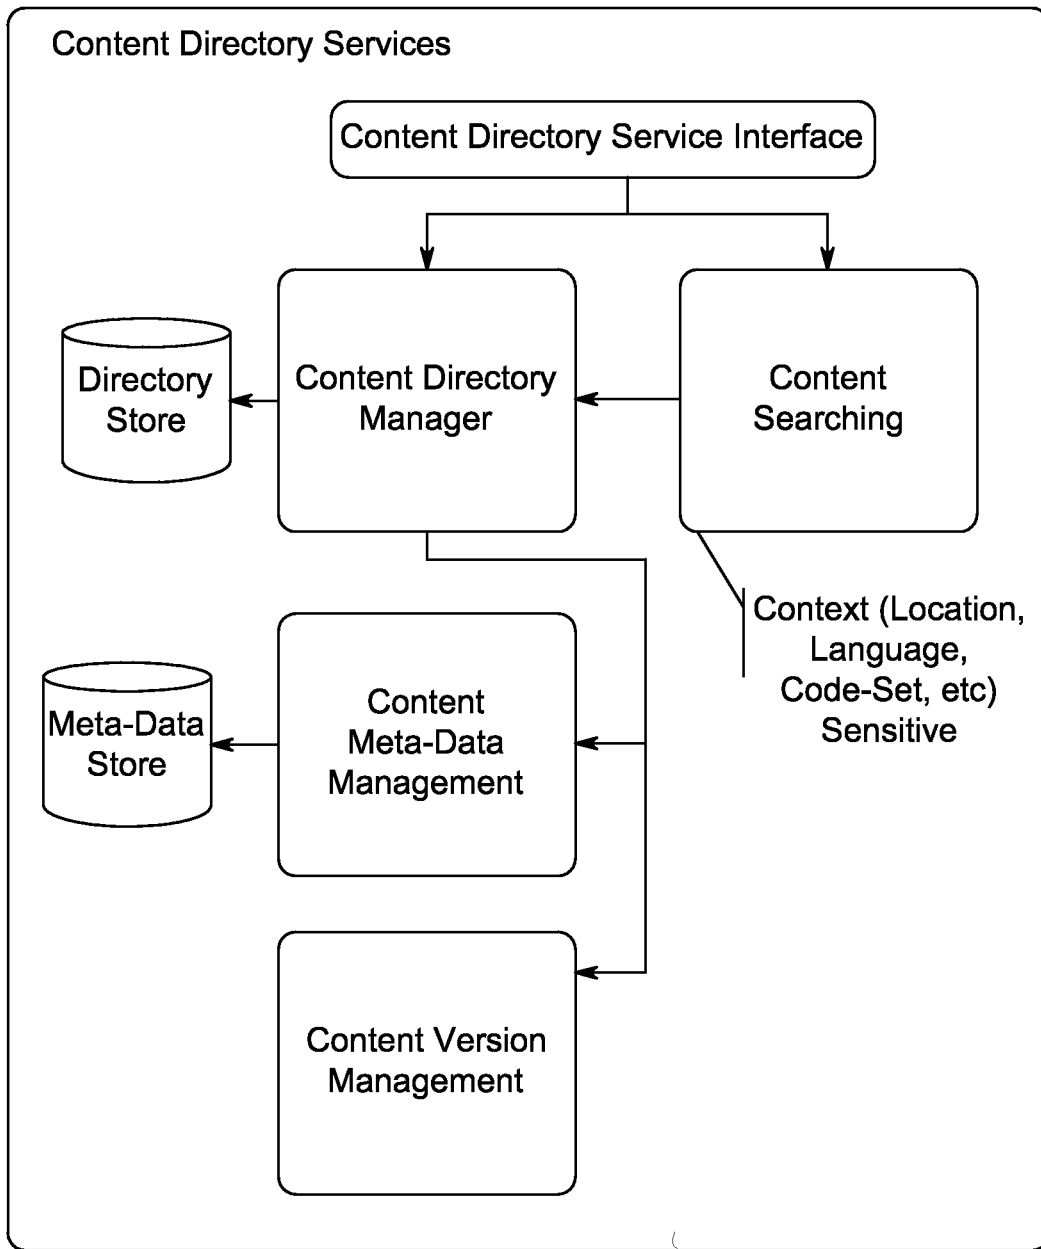 Content Directory Services
Content Directory Service Interface
Directory
Store
Content Directory
Manager
Content
Searching
Context (Location,
Language,
Code-Set, etc)
Sensitive
Meta-Data
Store
Content
Meta-Data
Management
Content Version
Management